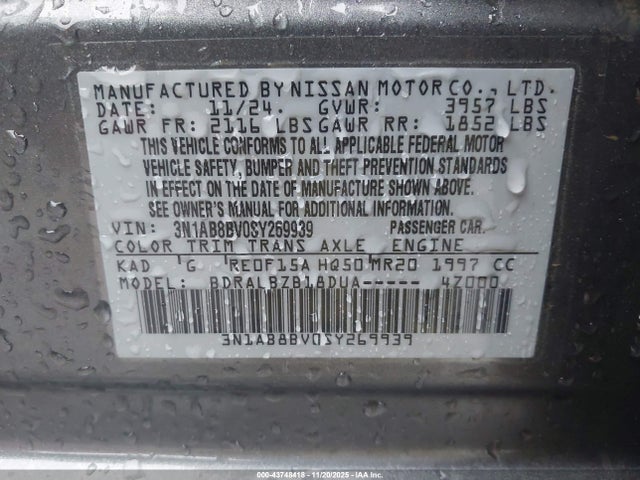 MANUFACTURED BY NISSAN MOTOR CO., LTD.
DATE: 11/24. GVWR: 3957 LBS
GAWR FR: 2116 LBS GAWR RR: 1852 LBS
THIS VEHICLE CONFORMS TO ALL APPLICABLE FEDERAL MOTOR
VEHICLE SAFETY, BUMPER AND THEFT PREVENTION STANDARDS
IN EFFECT ON THE DATE OF MANUFACTURE SHOWN ABOVE.
SEE OWNER'S MANUAL FOR ADDITIONAL INFORMATION.
VIN: 3N1AB8BV0SY269939 PASSENGER CAR.
COLOR TRIM TRANS AXLE ENGINE
KAD G RE0F15A HQ50 MR20 1997 CC
MODEL: BDRALBZB18DUA----- 4Z000
3N1AB8BV0SY269939
000-43748418 - 11/20/2025 - IAA Inc.